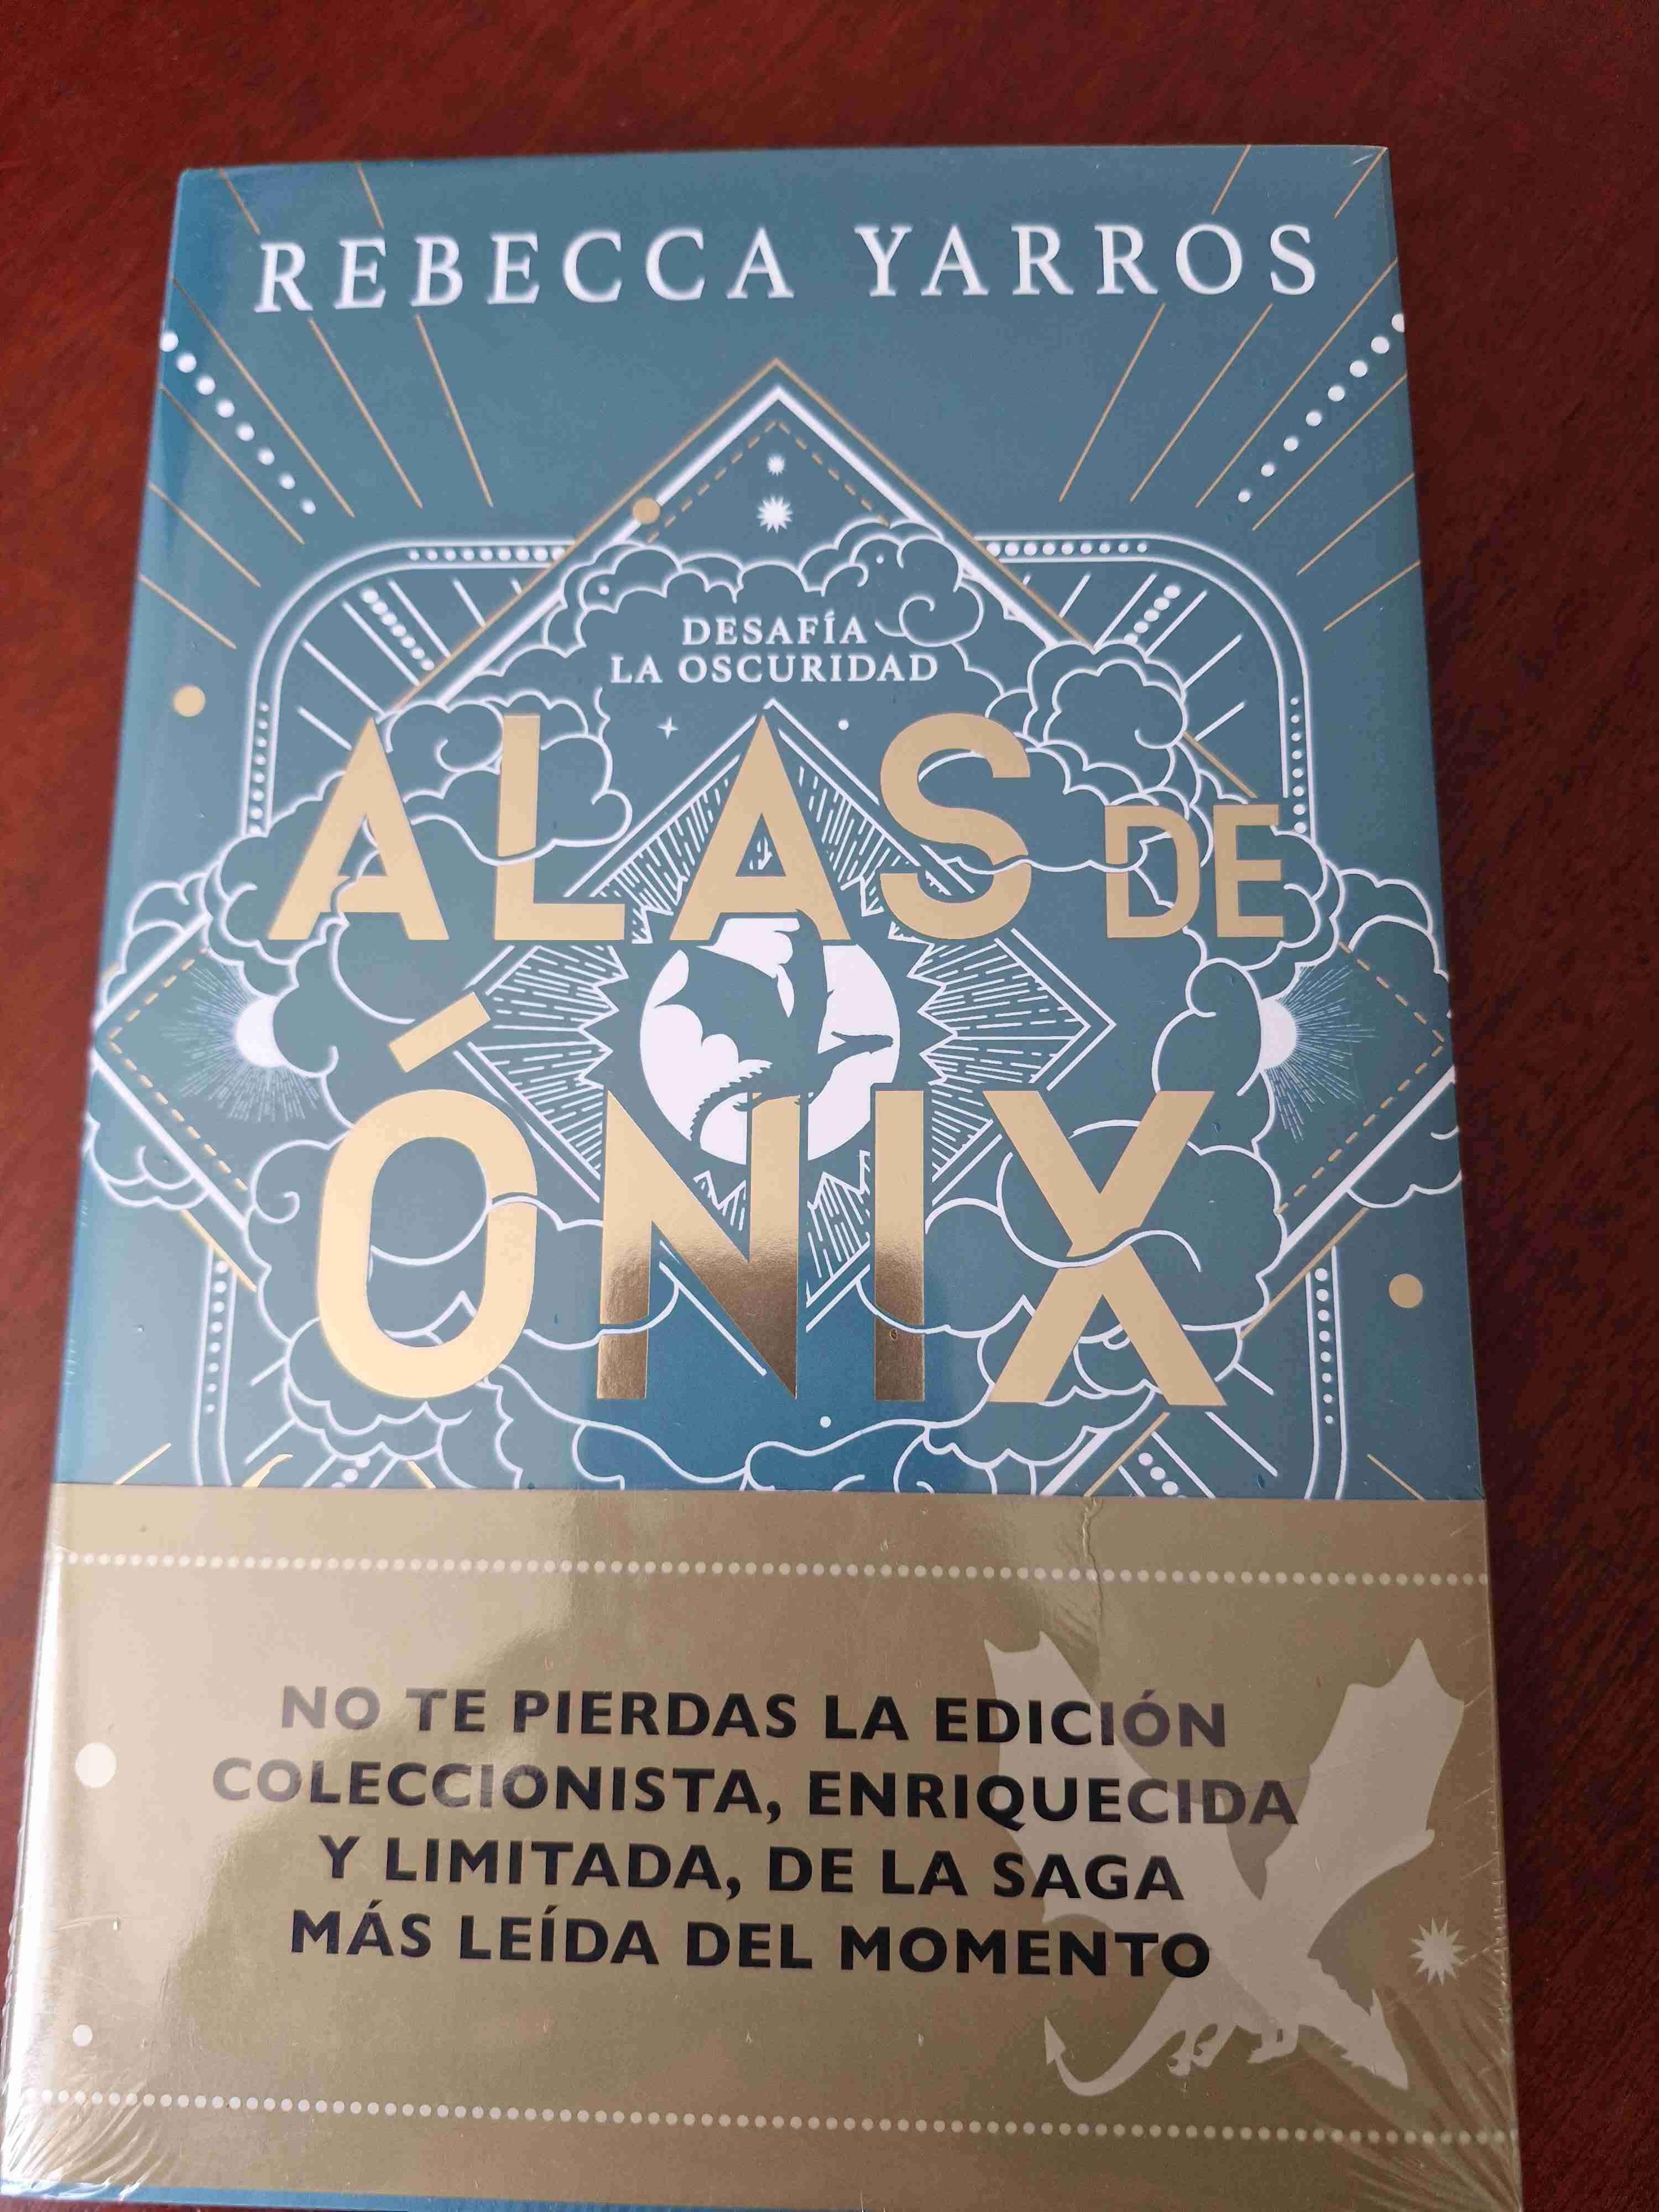 REBECCA YARROS
DESAFÍA
LA OSCURIDAD
ALAS DE
ÓNIX
NO TE PIERDAS LA EDICIÓN
COLECCIONISTA, ENRIQUECIDA
Y LIMITADA, DE LA SAGA
MÁS LEÍDA DEL MOMENTO